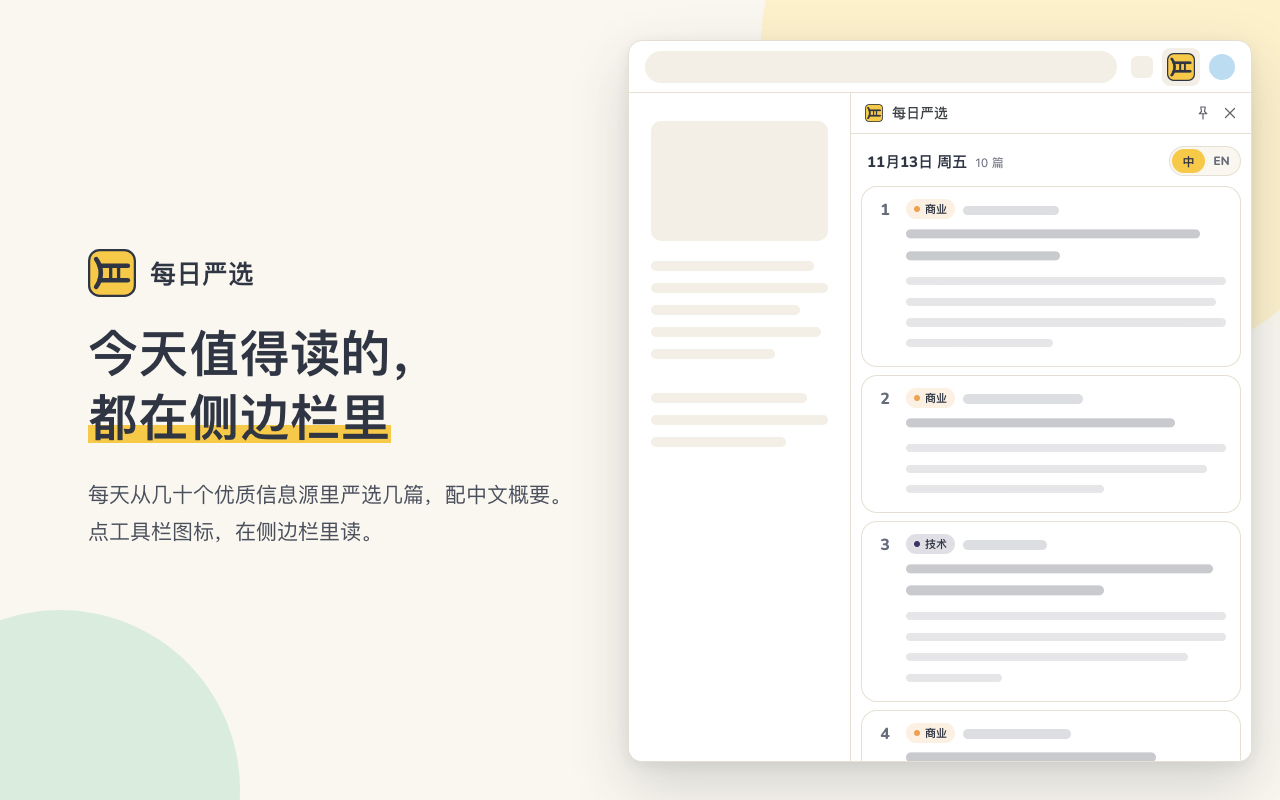 每日严选
今天值得读的，
都在侧边栏里
每天从几十个优质信息源里严选几篇，配中文概要。
点工具栏图标，在侧边栏里读。
每日严选
11月13日 周五 10 篇
中 EN
1 商业
2 商业
3 技术
4 商业